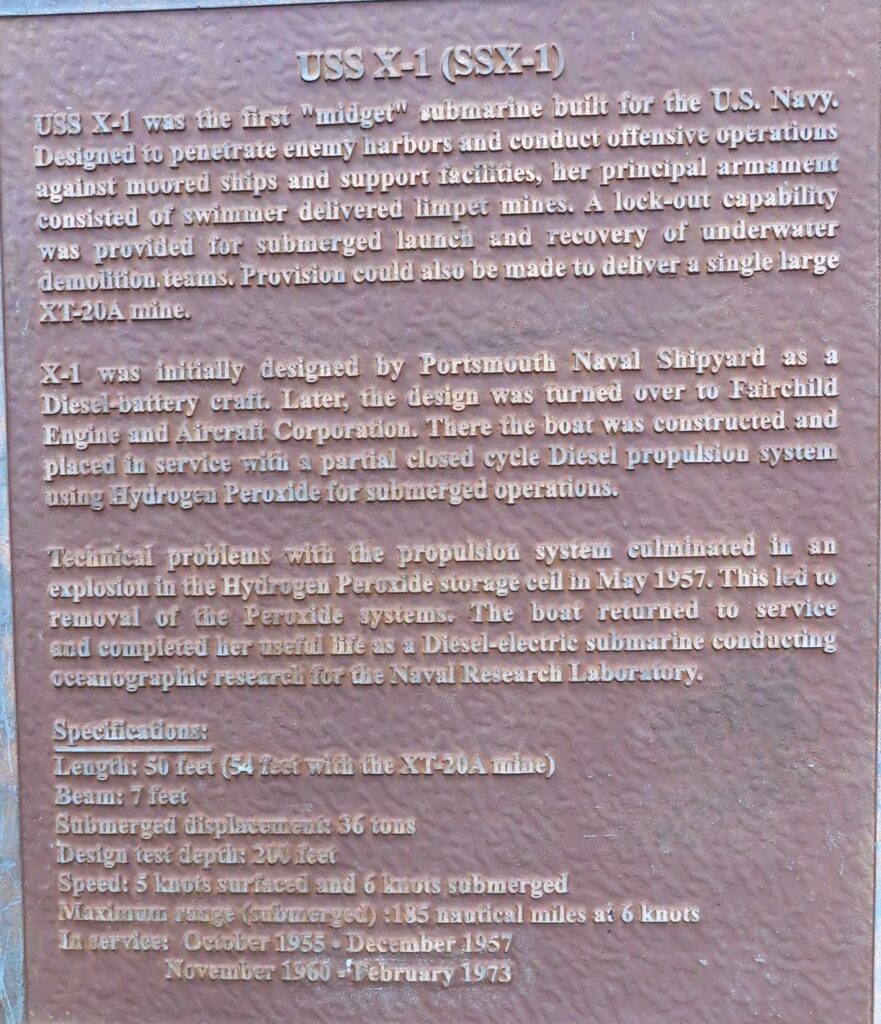 USS X-1 (SSX-1)
USS X-1 was the first "midget" submarine built for the U.S. Navy.
Designed to penetrate enemy harbors and conduct offensive operations
against moored ships and support facilities, her principal armament
consisted of swimmer delivered limpet mines. A lock-out capability
was provided for submerged launch and recovery of underwater
demolition teams. Provision could also be made to deliver a single large
XT-20A mine.
X-1 was initially designed by Portsmouth Naval Shipyard as a
Diesel-battery craft. Later, the design was turned over to Fairchild
Engine and Aircraft Corporation. There the boat was constructed and
placed in service with a partial closed cycle Diesel propulsion system
using Hydrogen Peroxide for submerged operations.
Technical problems with the propulsion system culminated in an
explosion in the Hydrogen Peroxide storage cell in May 1957. This led to
removal of the Peroxide systems. The boat returned to service
and completed her useful life as a Diesel-electric submarine conducting
oceanographic research for the Naval Research Laboratory.
Specifications:
Length: 50 feet (54 feet with the XT-20A mine)
Beam: 7 feet
Submerged displacement: 36 tons
Design test depth: 200 feet
Speed: 5 knots surfaced and 6 knots submerged
Maximum range (submerged) :185 nautical miles at 6 knots
In service: October 1955 - December 1957
November 1960 - February 1973